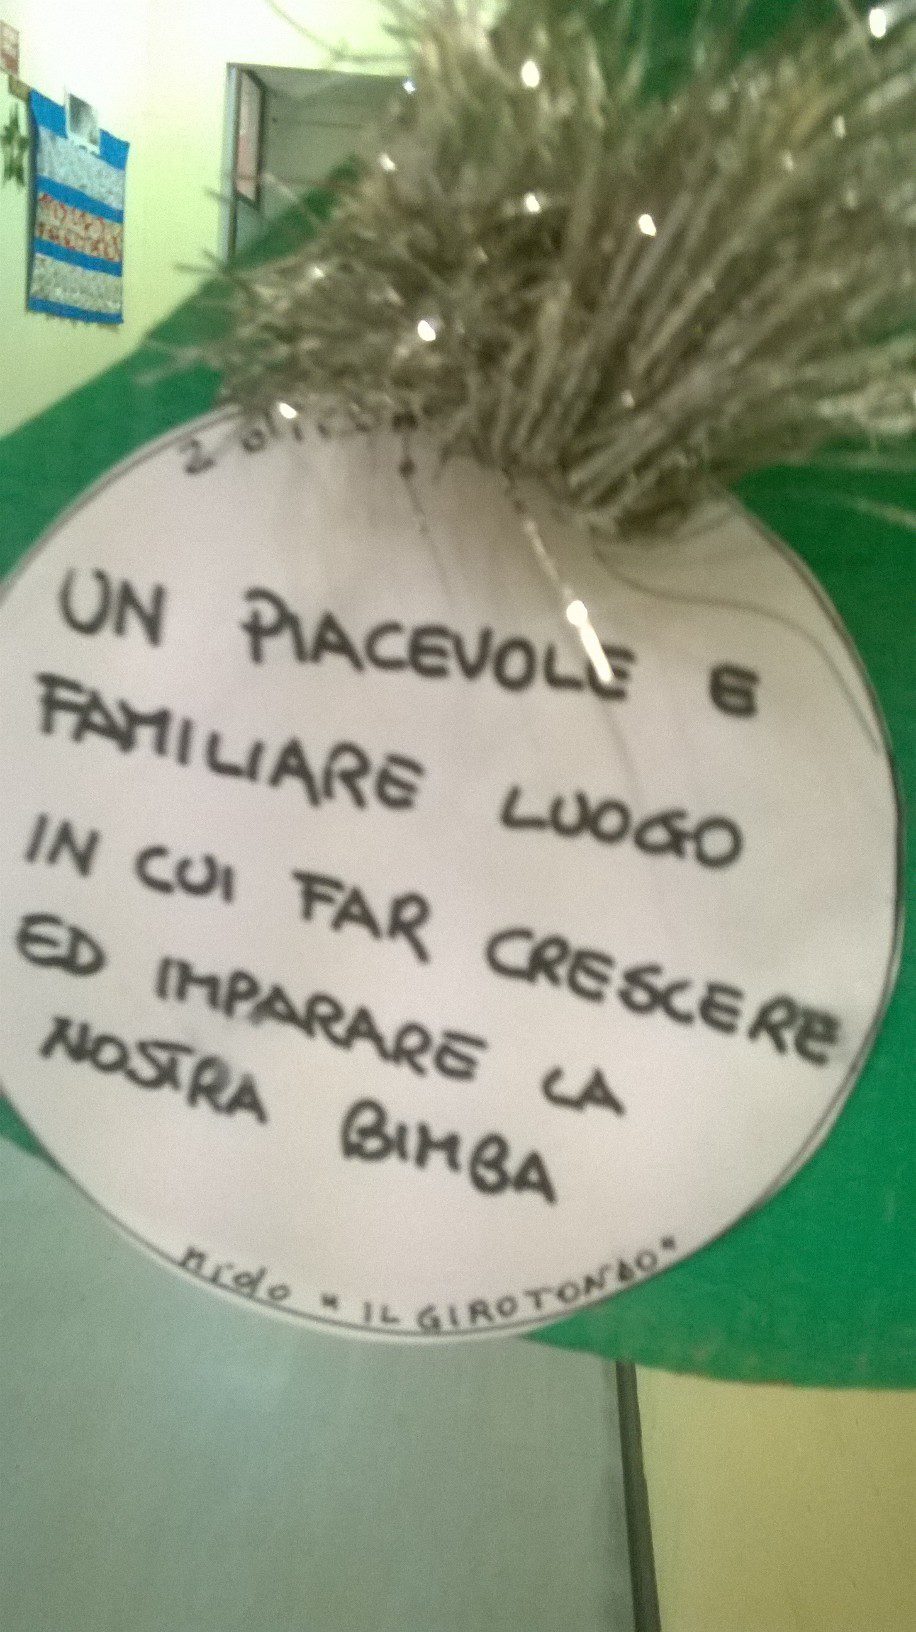 UN PIACEVOLE E
FAMILIARE LUOGO
IN CUI FAR CRESCERE
ED IMPARARE LA
NOSTRA BIMBA
nido "IL GIROTONDO"